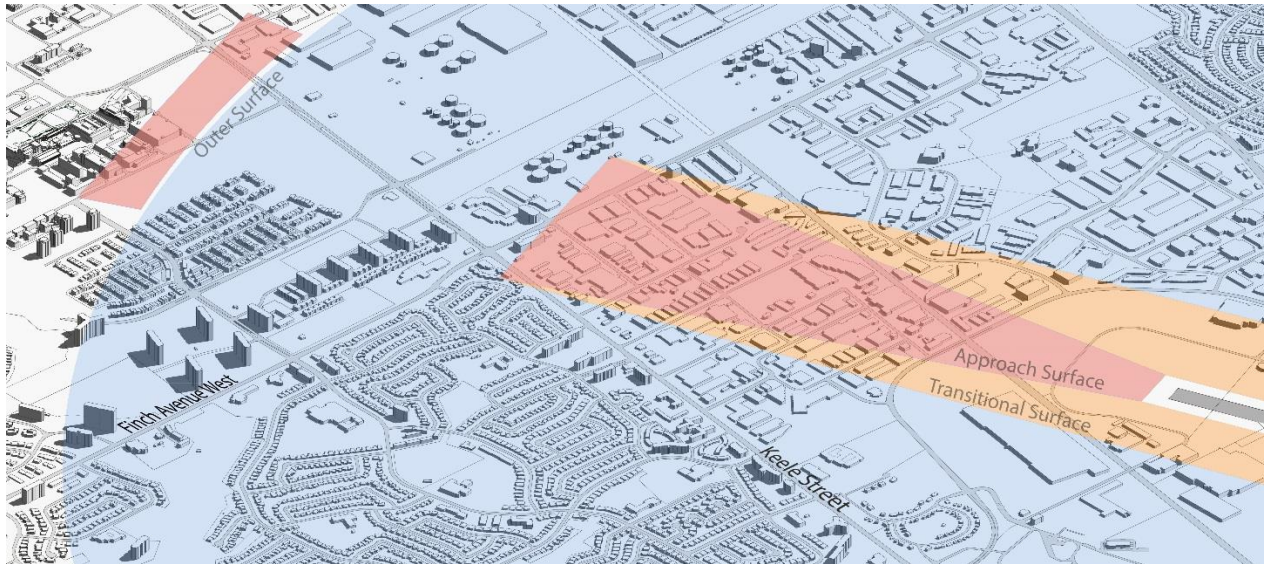 Outer Surface
Approach Surface
Transitional Surface
Finch Avenue West
Keele Street